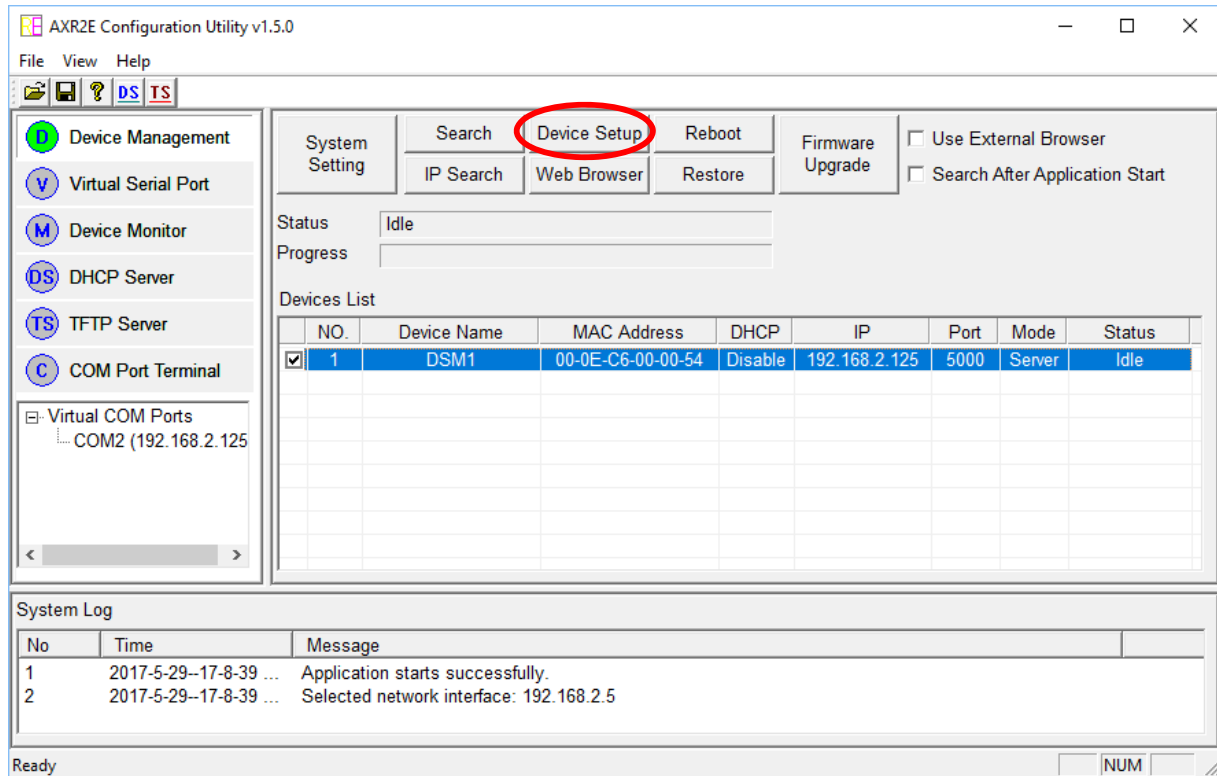 AXR2E Configuration Utility v1.5.0
File View Help
DS TS
D Device Management
V Virtual Serial Port
M Device Monitor
DS DHCP Server
TS TFTP Server
C COM Port Terminal
Virtual COM Ports
COM2 (192.168.2.125
System Setting
Search Device Setup Reboot
IP Search Web Browser Restore
Firmware Upgrade
Use External Browser
Search After Application Start
Status Idle
Progress
Devices List
NO. Device Name MAC Address DHCP IP Port Mode Status
1 DSM1 00-0E-C6-00-00-54 Disable 192.168.2.125 5000 Server Idle
System Log
No Time Message
1 2017-5-29--17-8-39 ... Application starts successfully.
2 2017-5-29--17-8-39 ... Selected network interface: 192.168.2.5
Ready NUM